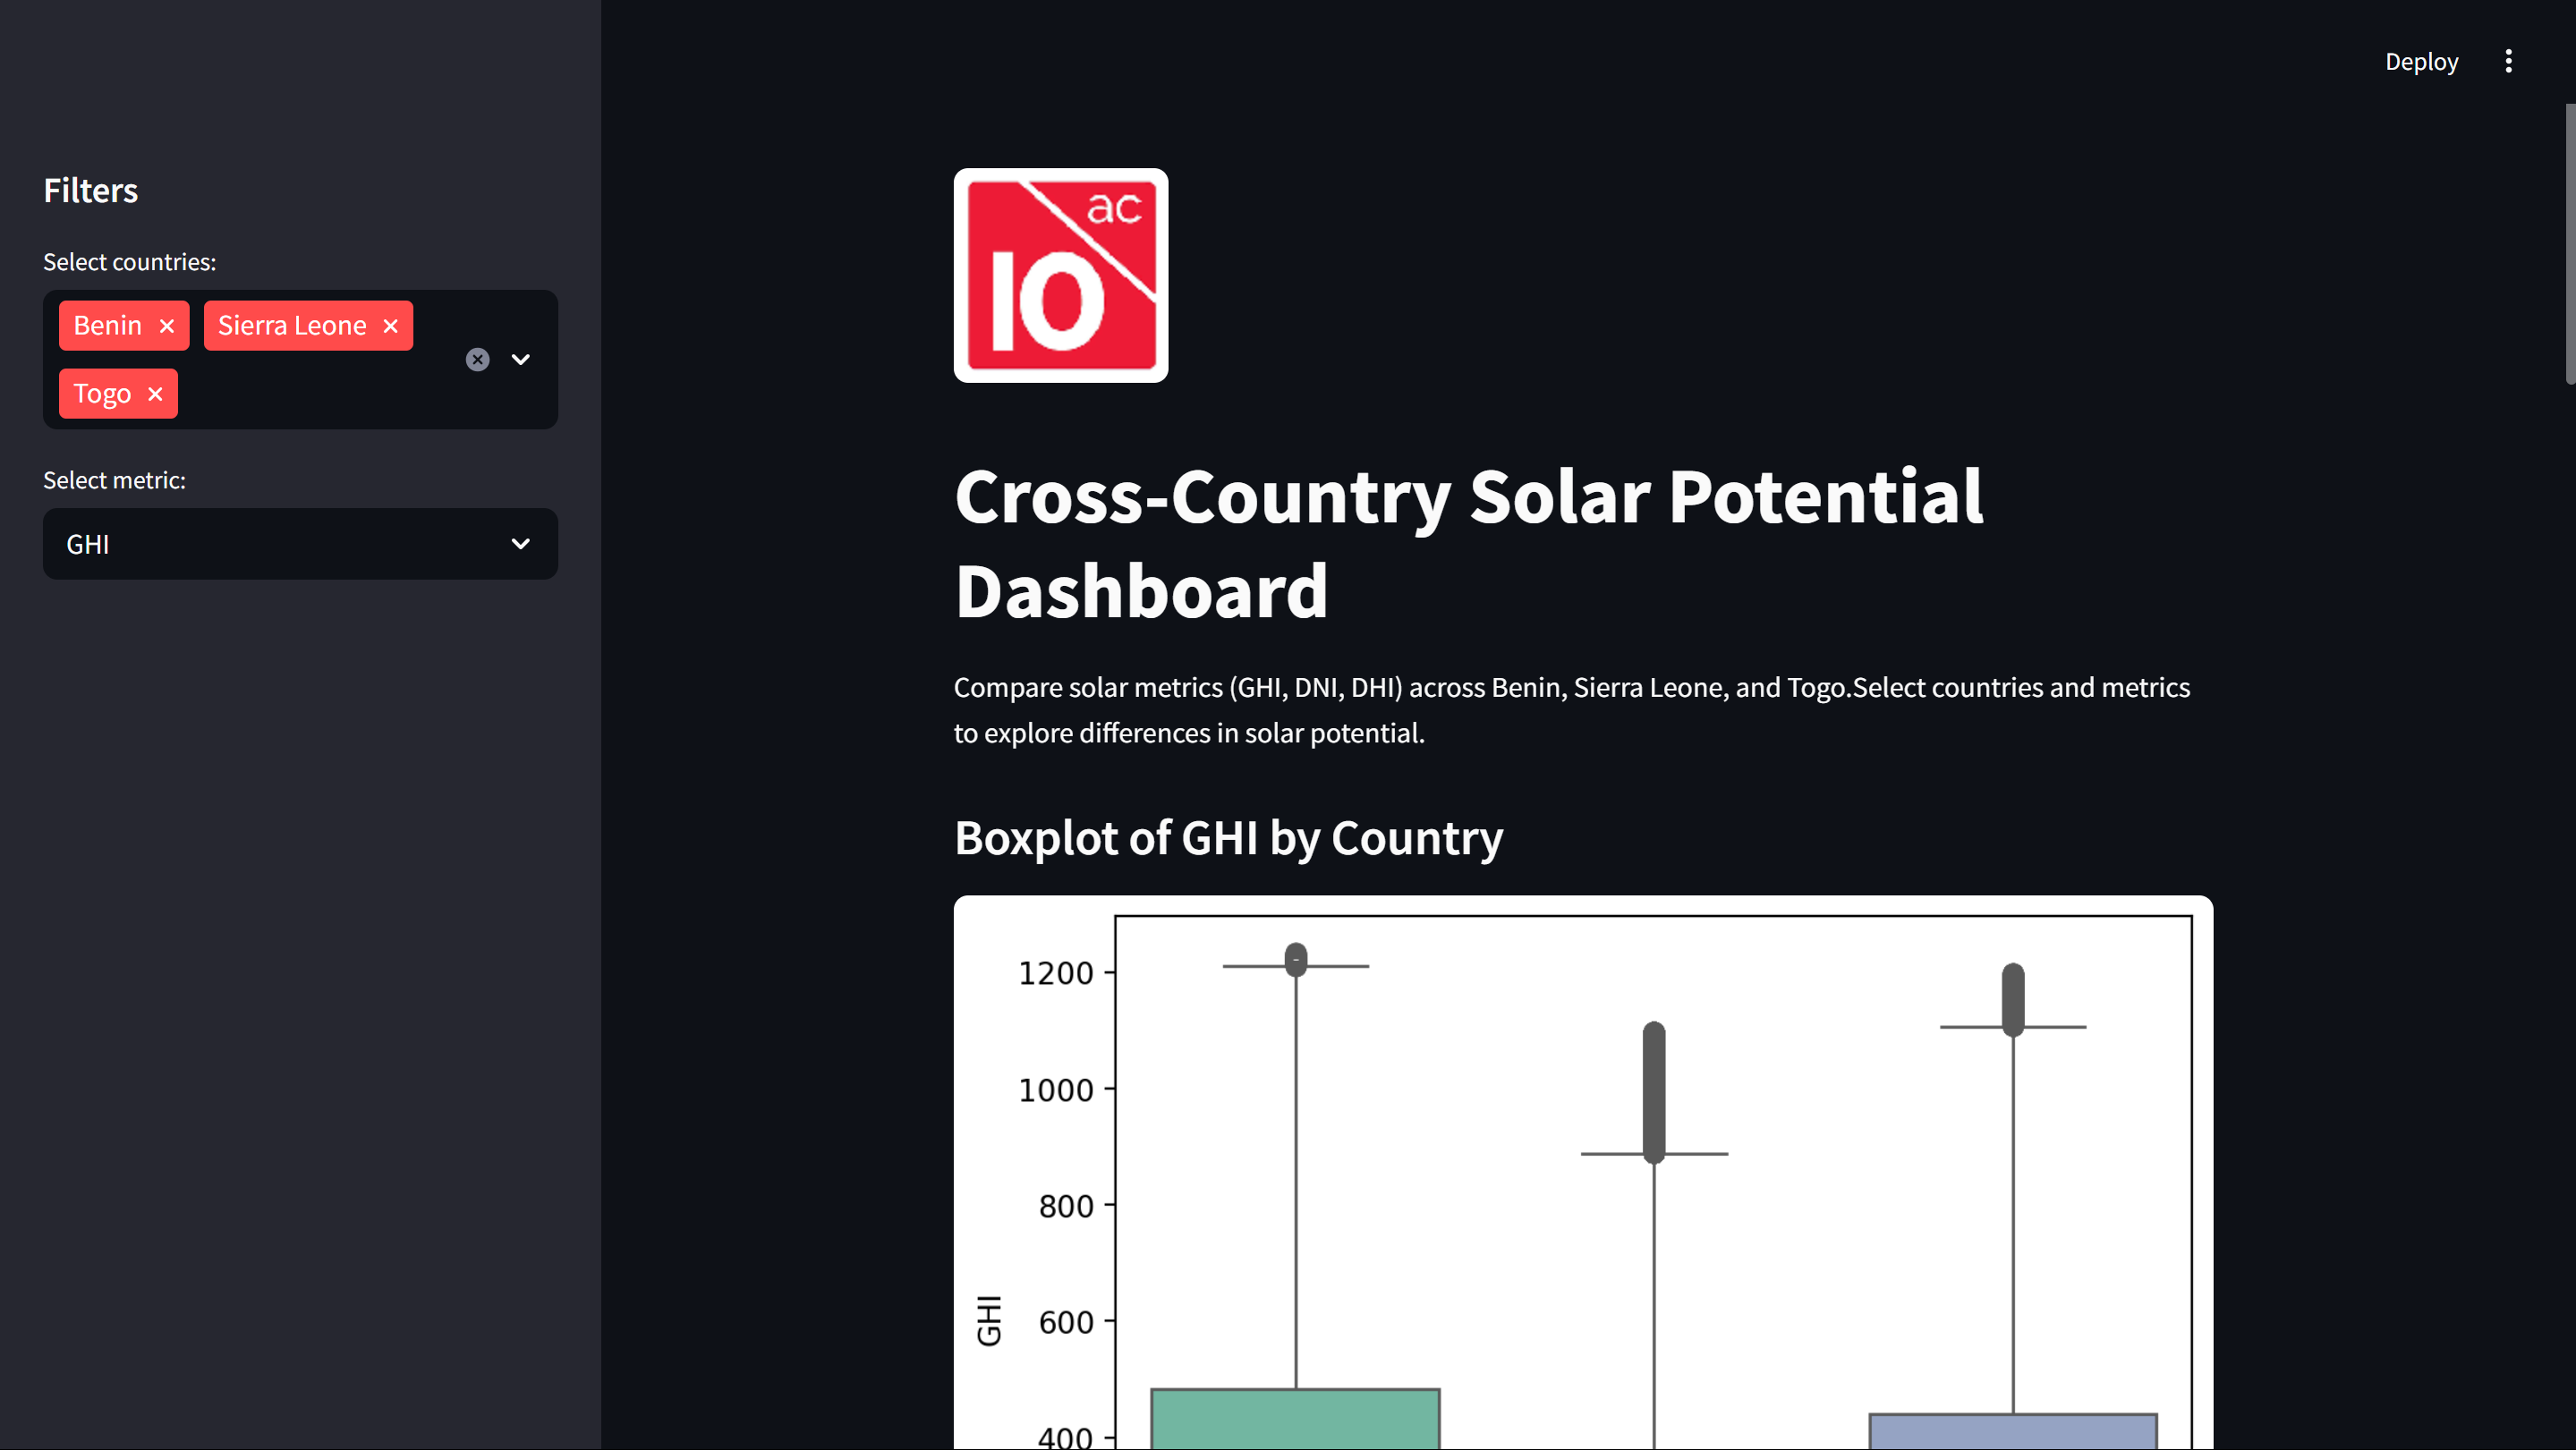 Deploy
Filters
Select countries:
Benin
Sierra Leone
Togo
Select metric:
GHI
ac
10
Cross-Country Solar Potential
Dashboard
Compare solar metrics (GHI, DNI, DHI) across Benin, Sierra Leone, and Togo.Select countries and metrics
to explore differences in solar potential.
Boxplot of GHI by Country
1200
1000
800
600
400
GHI